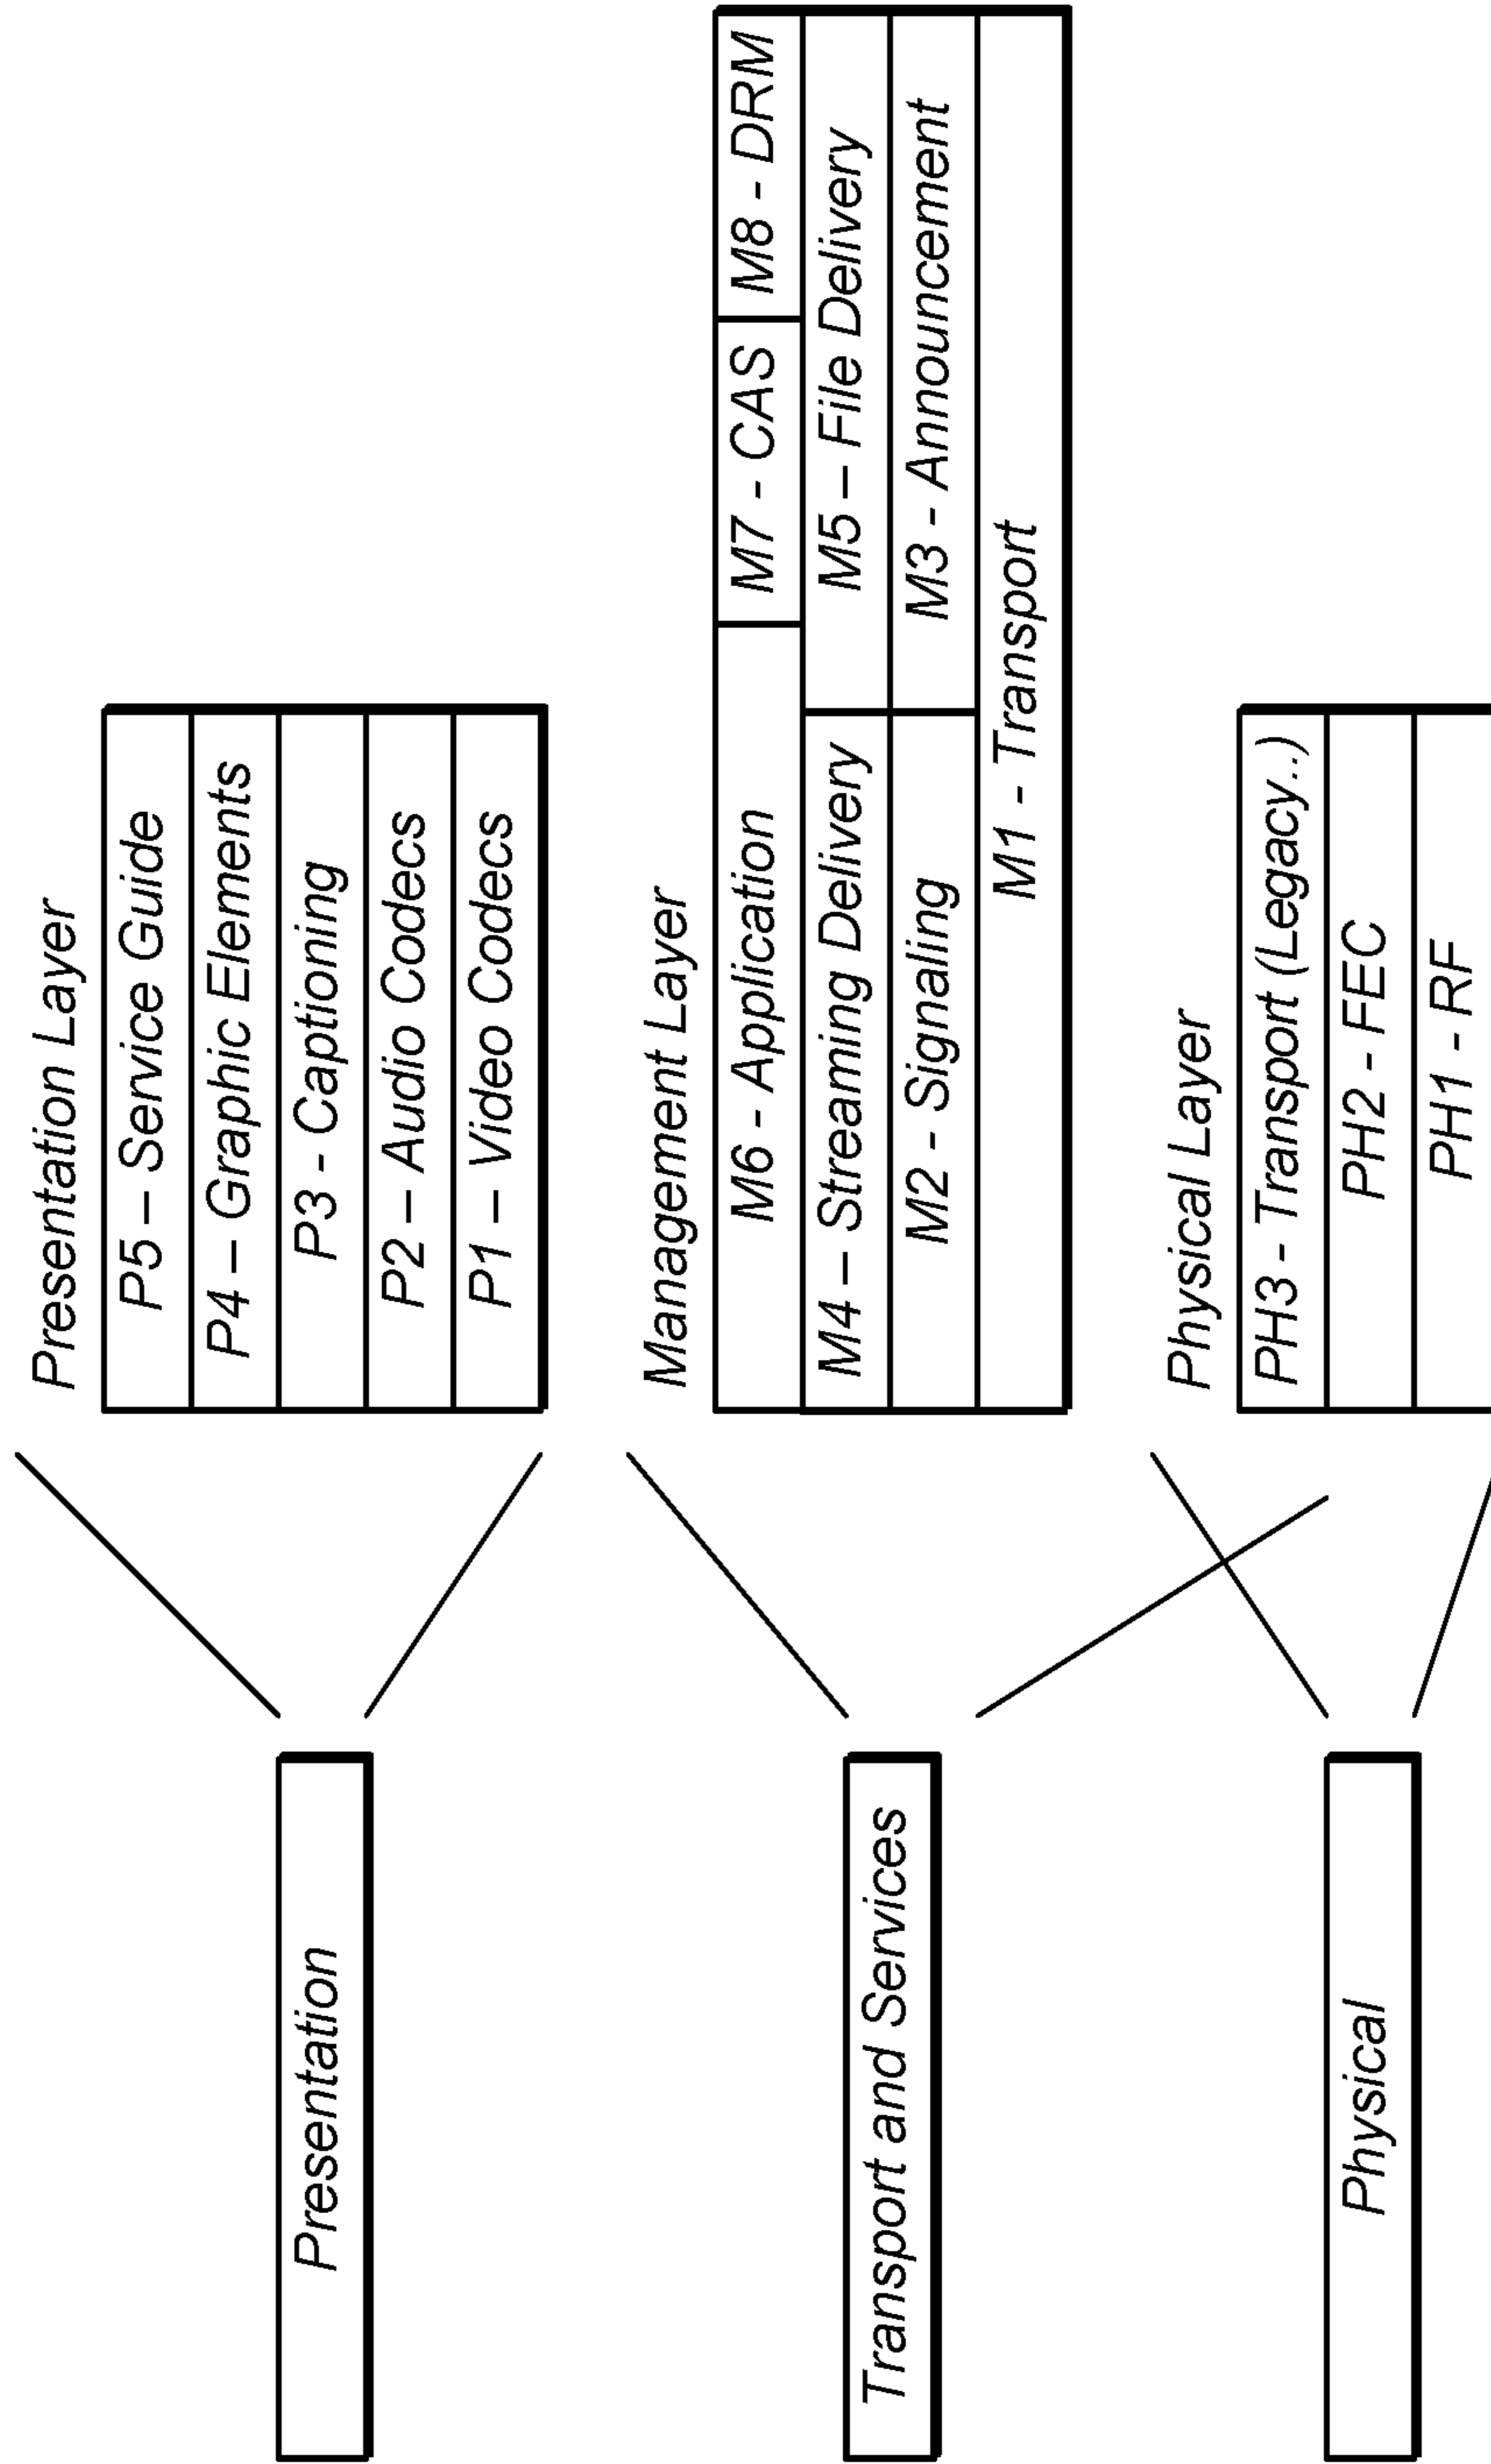 Presentation
Transport and Services
Physical
Presentation Layer
P5 – Service Guide
P4 – Graphic Elements
P3 - Captioning
P2 – Audio Codecs
P1 – Video Codecs
Management Layer
M6 - Application M7 - CAS M8 - DRM
M4 – Streaming Delivery M5 – File Delivery
M2 - Signaling M3 - Announcement
M1 - Transport
Physical Layer
PH3 - Transport (Legacy..)
PH2 - FEC
PH1 - RF